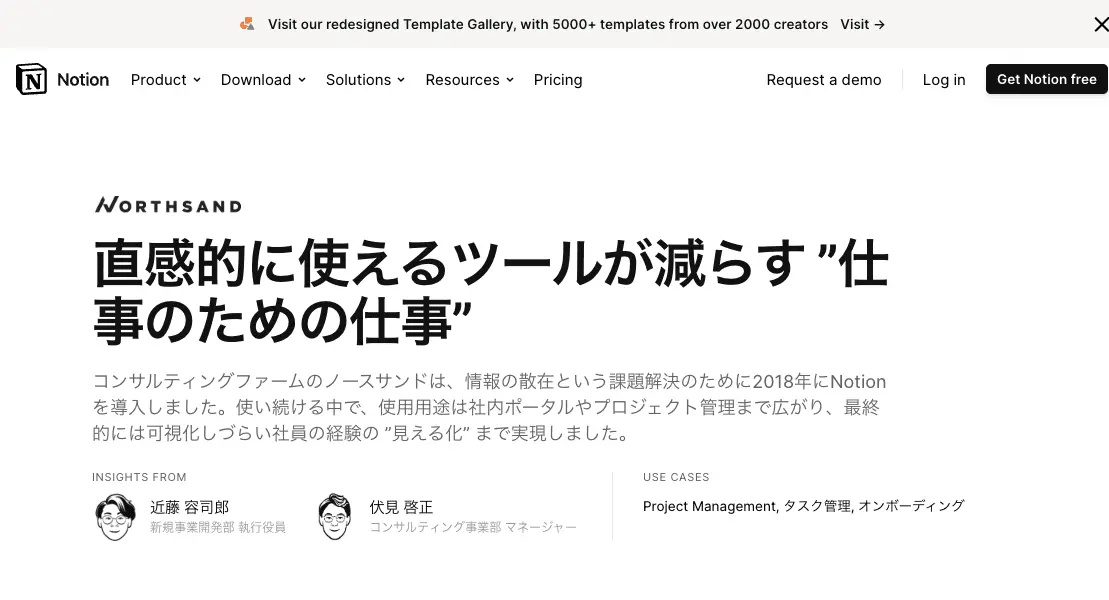 Visit our redesigned Template Gallery, with 5000+ templates from over 2000 creators Visit →
Notion Product Download Solutions Resources Pricing Request a demo Log in Get Notion free
NORTHSAND
直感的に使えるツールが減らす ”仕
事のための仕事”
コンサルティングファームのノースサンドは、情報の散在という課題解決のために2018年にNotion
を導入しました。使い続ける中で、使用用途は社内ポータルやプロジェクト管理まで広がり、最終
的には可視化しづらい社員の経験の ”見える化” まで実現しました。
INSIGHTS FROM
近藤 容司郎
新規事業開発部 執行役員
伏見 啓正
コンサルティング事業部 マネージャー
USE CASES
Project Management, タスク管理, オンボーディング